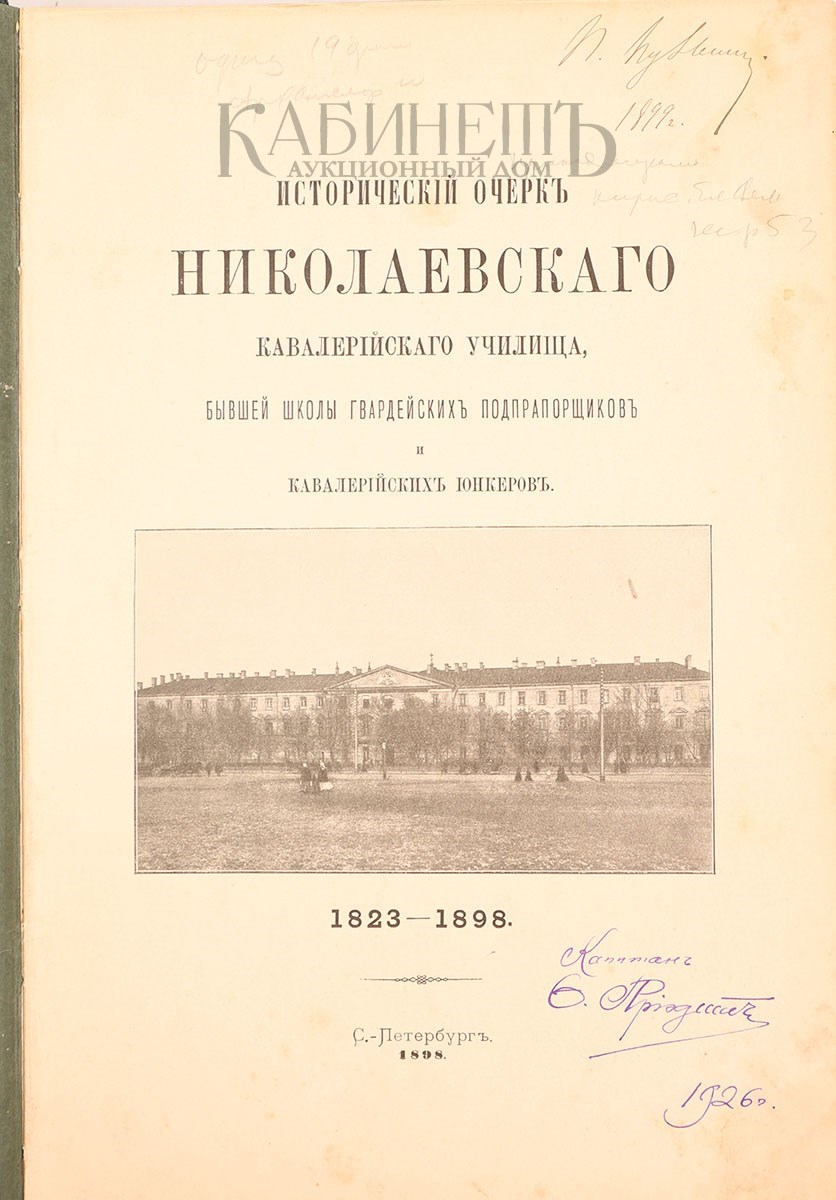 1899г.
КАБИНЕТЪ
АУКЦИОННЫЙ ДОМ
ИСТОРИЧЕСКІЙ ОЧЕРКЪ
НИКОЛАЕВСКАГО
КАВАЛЕРІЙСКАГО УЧИЛИЩА,
БЫВШЕЙ ШКОЛЫ ГВАРДЕЙСКИХЪ ПОДПРАПОРЩИКОВЪ
И
КАВАЛЕРІЙСКИХЪ ЮНКЕРОВЪ.
1823—1898.
Капитанъ
С.-Петербургъ.
1898.
1926г.